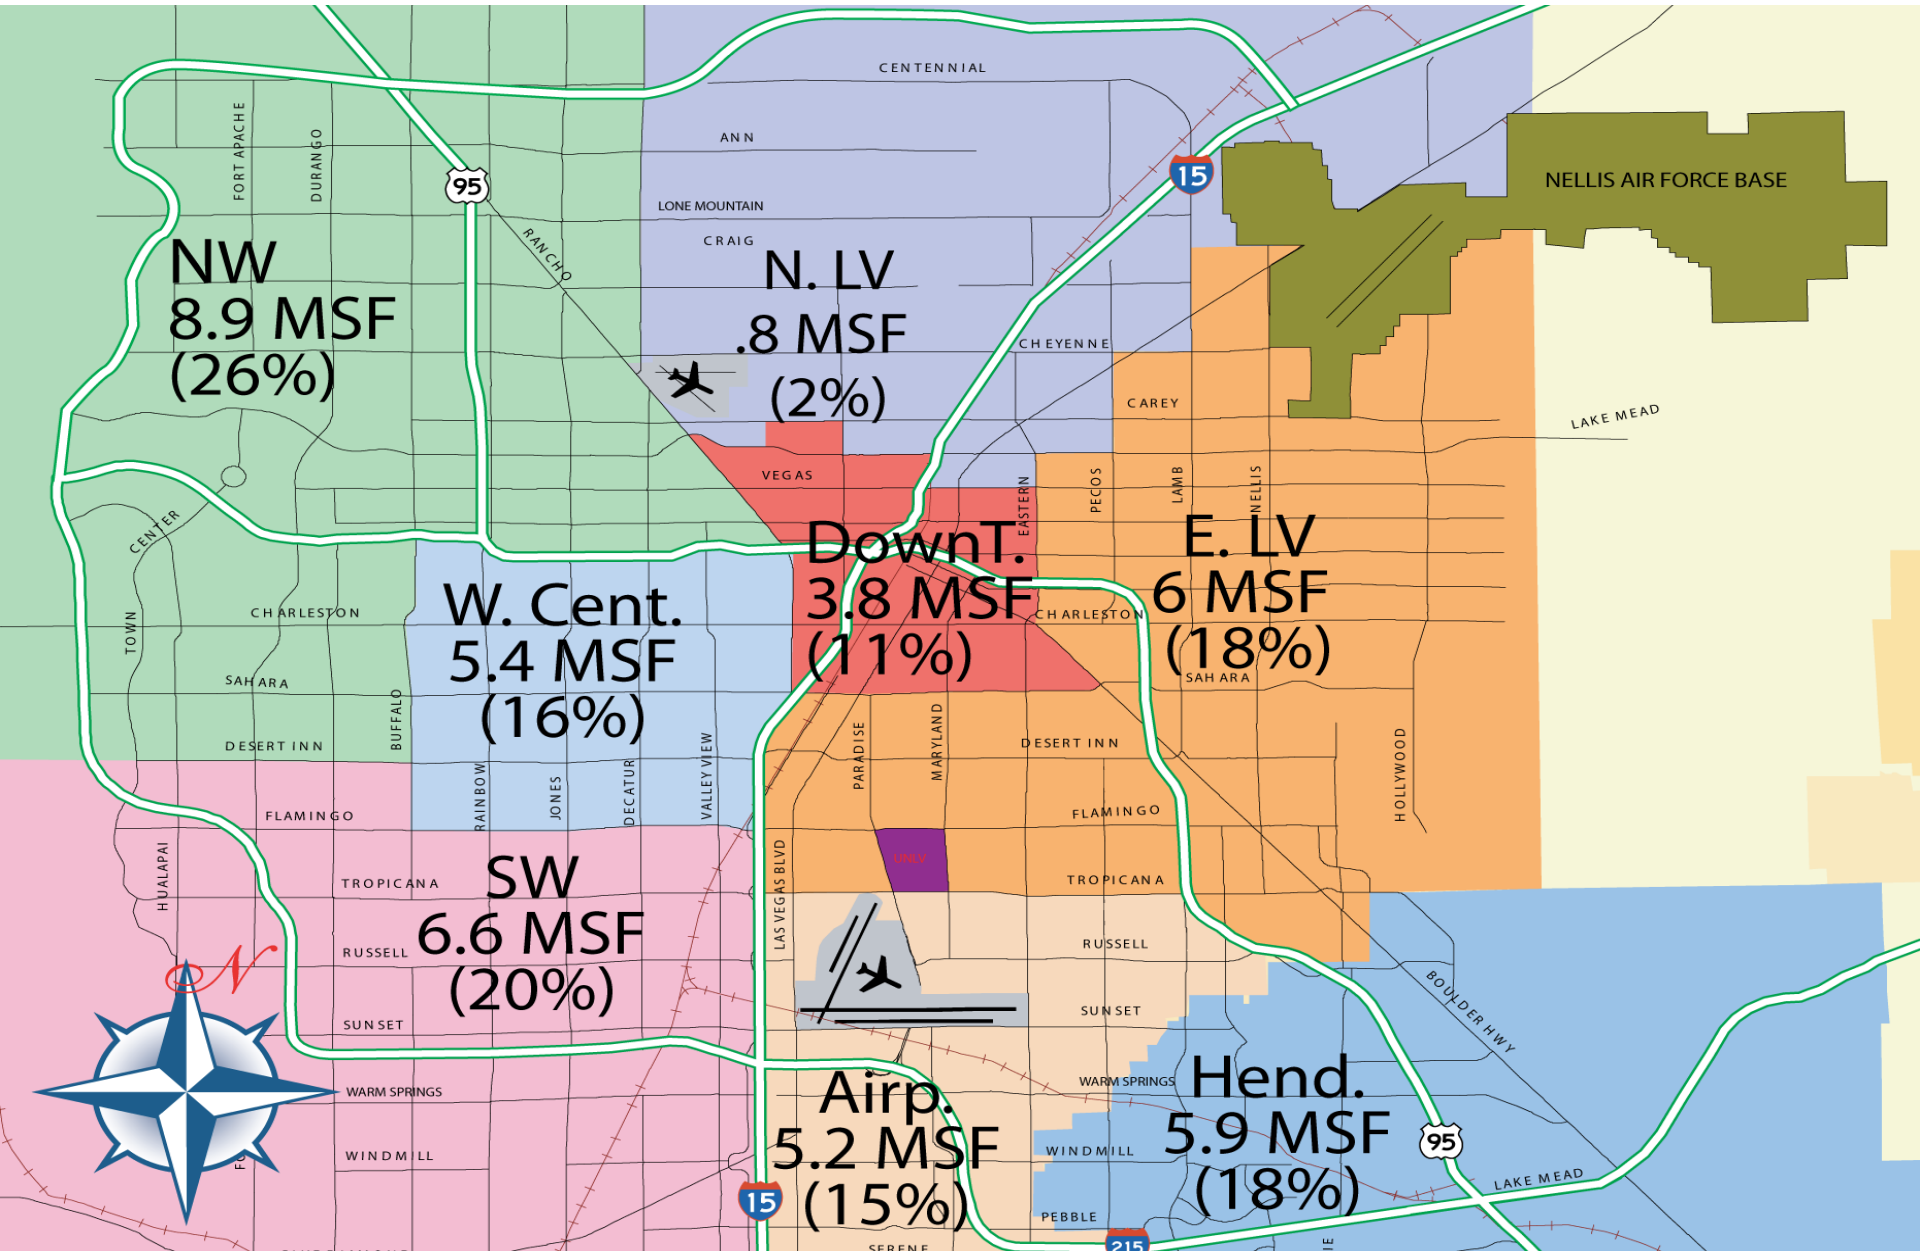 CENTENNIAL
ANN
FORT APACHE
DURANGO
95
15
NELLIS AIR FORCE BASE
LONE MOUNTAIN
CRAIG
RANCHO
NW
8.9 MSF
(26%)
N. LV
.8 MSF
(2%)
CHEYENNE
CAREY
LAKE MEAD
VEGAS
EASTERN
PECOS
LAMB
NELLIS
CENTER
TOWN
DownT.
3.8 MSF
(11%)
E. LV
6 MSF
(18%)
W. Cent.
5.4 MSF
(16%)
CHARLESTON
CHARLESTON
SAHARA
SAHARA
BUFFALO
DESERT INN
DESERT INN
RAINBOW
JONES
DECATUR
VALLEY VIEW
PARADISE
MARYLAND
HOLLYWOOD
FLAMINGO
FLAMINGO
UNLV
HUALAPAI
LAS VEGAS BLVD
SW
6.6 MSF
(20%)
TROPICANA
TROPICANA
RUSSELL
RUSSELL
N
SUNSET
SUNSET
BOULDER HWY
WARM SPRINGS
WARM SPRINGS
Airp.
5.2 MSF
(15%)
Hend.
5.9 MSF
(18%)
95
WINDMILL
WINDMILL
LAKE MEAD
15
PEBBLE
215
SERENE